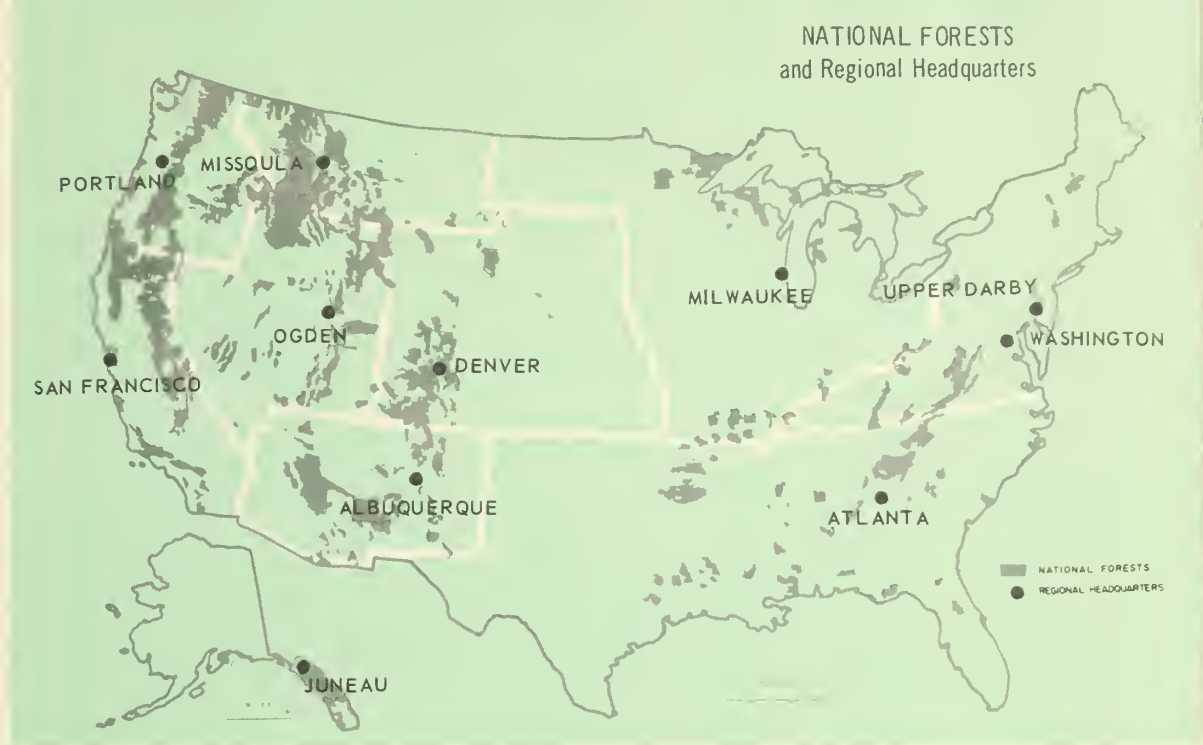 NATIONAL FORESTS
and Regional Headquarters
PORTLAND
MISSOULA
MILWAUKEE
UPPER DARBY
OGDEN
WASHINGTON
DENVER
SAN FRANCISCO
ALBUQUERQUE
ATLANTA
NATIONAL FORESTS
REGIONAL HEADQUARTERS
JUNEAU